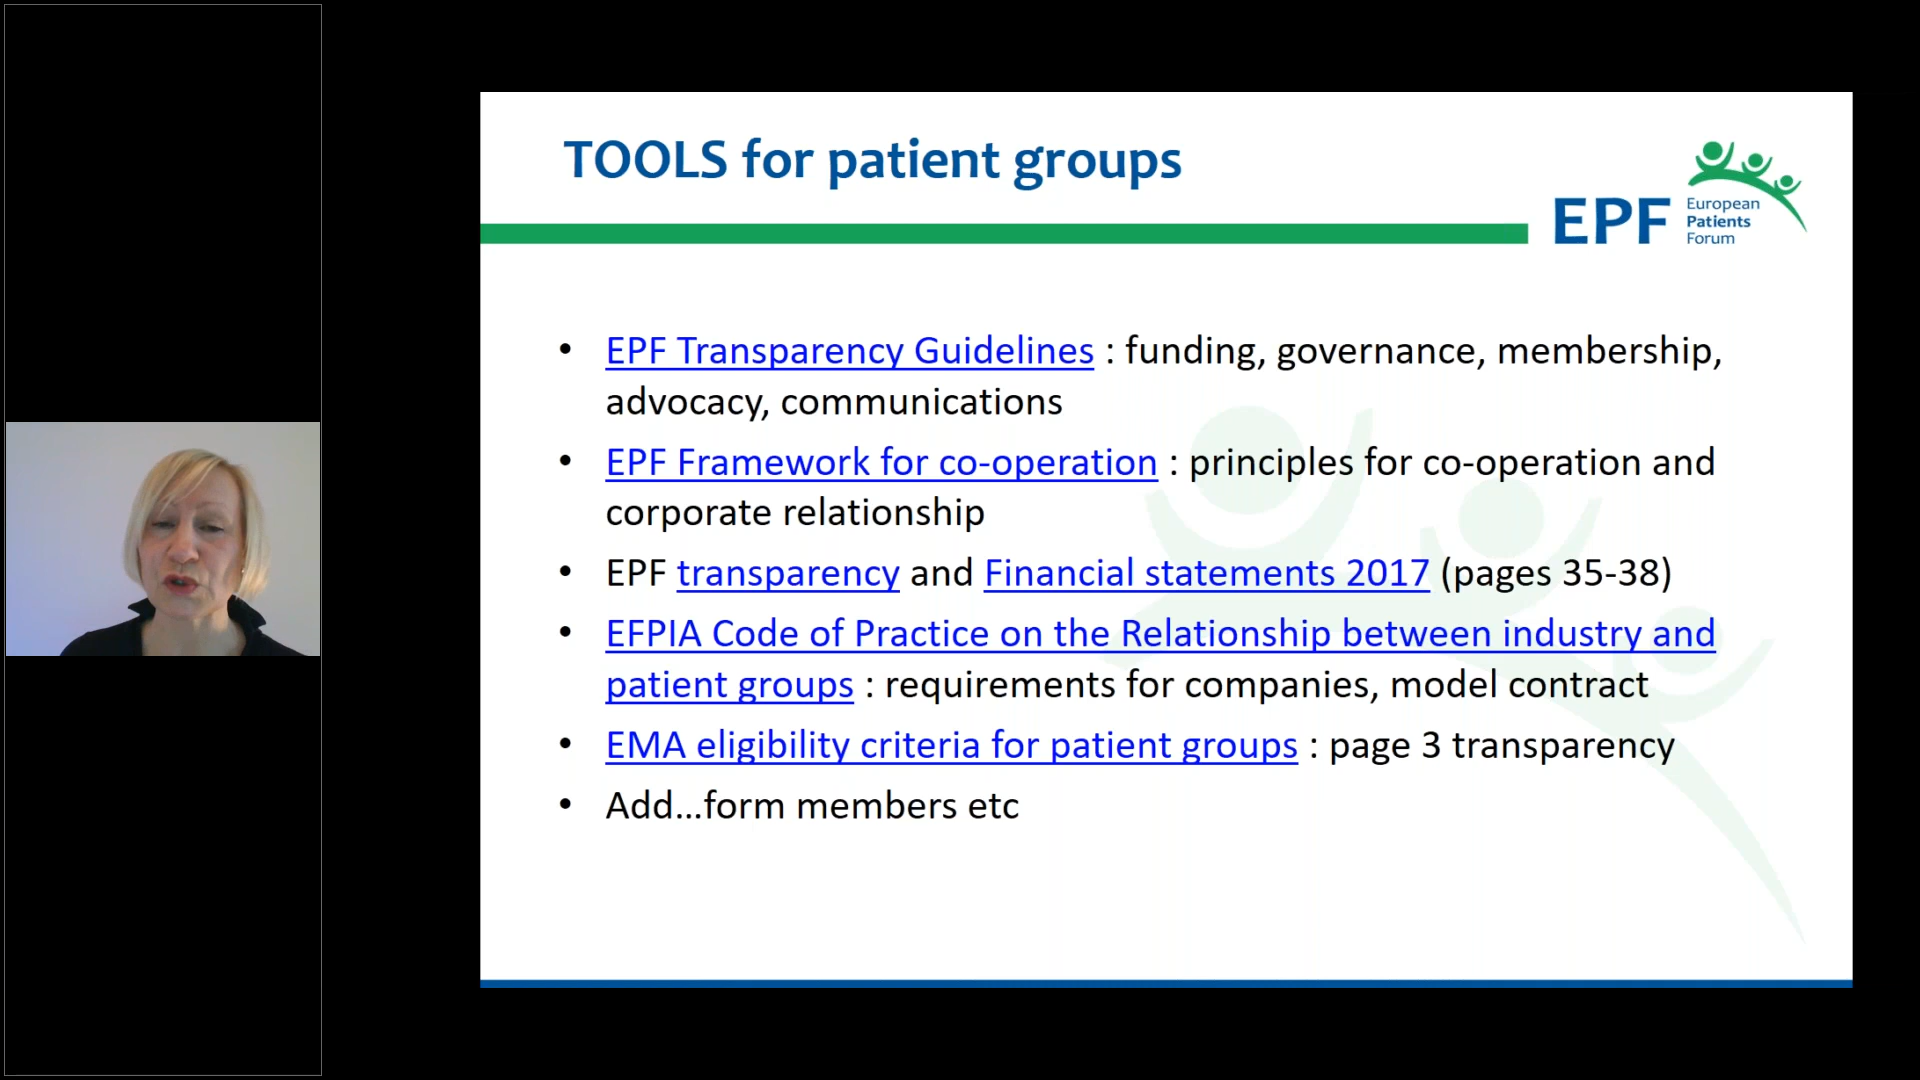 TOOLS for patient groups
EPF
European
Patients
Forum
• EPF Transparency Guidelines : funding, governance, membership,
advocacy, communications
• EPF Framework for co-operation : principles for co-operation and
corporate relationship
• EPF transparency and Financial statements 2017 (pages 35-38)
• EFPIA Code of Practice on the Relationship between industry and
patient groups : requirements for companies, model contract
• EMA eligibility criteria for patient groups : page 3 transparency
• Add…form members etc